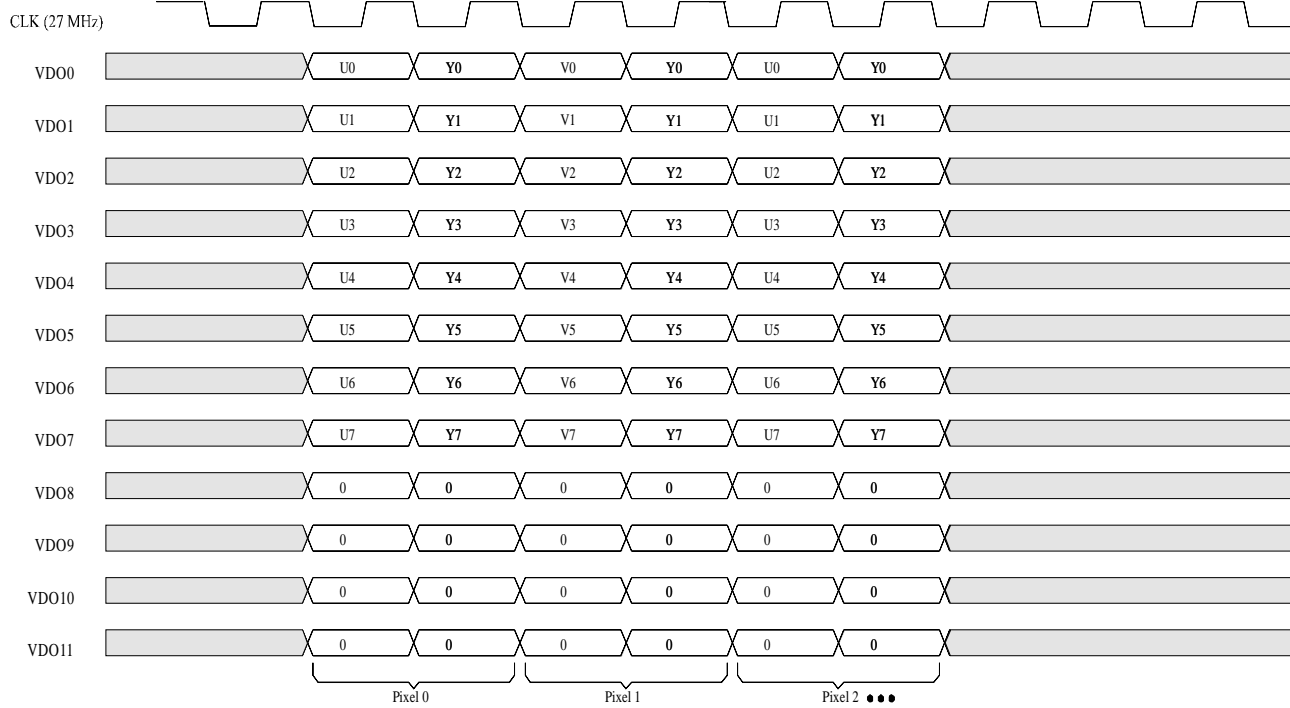 CLK (27 MHz)
VDO0 U0 Y0 V0 Y0 U0 Y0
VDO1 U1 Y1 V1 Y1 U1 Y1
VDO2 U2 Y2 V2 Y2 U2 Y2
VDO3 U3 Y3 V3 Y3 U3 Y3
VDO4 U4 Y4 V4 Y4 U4 Y4
VDO5 U5 Y5 V5 Y5 U5 Y5
VDO6 U6 Y6 V6 Y6 U6 Y6
VDO7 U7 Y7 V7 Y7 U7 Y7
VDO8 0 0 0 0 0 0
VDO9 0 0 0 0 0 0
VDO10 0 0 0 0 0 0
VDO11 0 0 0 0 0 0
Pixel 0 Pixel 1 Pixel 2 ●●●